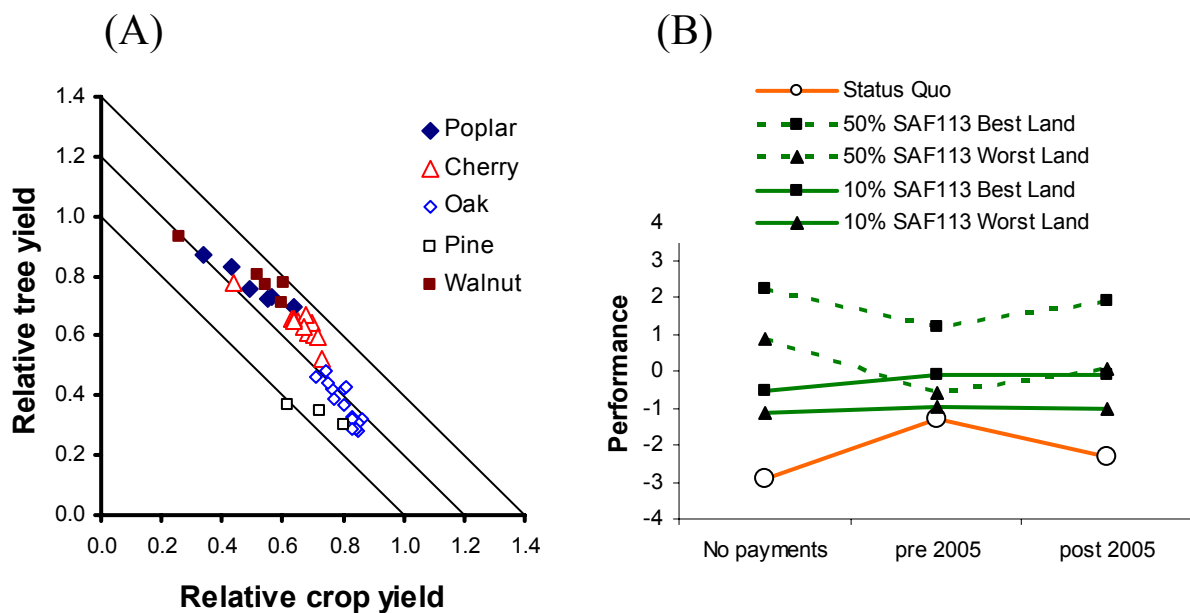 (A)
1.4
1.2
1.0
0.8
0.6
0.4
0.2
0.0
0.0 0.2 0.4 0.6 0.8 1.0 1.2 1.4
Relative tree yield
Relative crop yield
Poplar
Cherry
Oak
Pine
Walnut
(B)
Status Quo
50% SAF113 Best Land
50% SAF113 Worst Land
10% SAF113 Best Land
10% SAF113 Worst Land
4
3
2
1
0
-1
-2
-3
-4
Performance
No payments pre 2005 post 2005